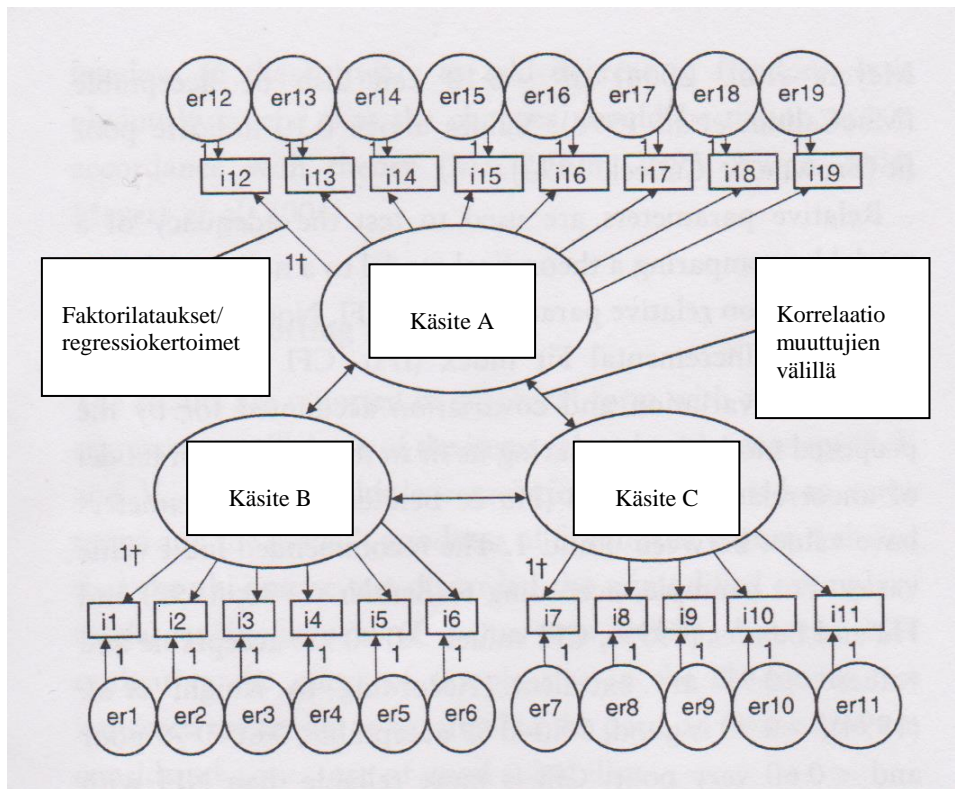 er12 er13 er14 er15 er16 er17 er18 er19
1 1 1 1 1 1 1 1
i12 i13 i14 i15 i16 i17 i18 i19
1†
Faktorilataukset/
regressiokertoimet
Käsite A
Korrelaatio
muuttujien
välillä
Käsite B
Käsite C
1†
1†
i1 i2 i3 i4 i5 i6 i7 i8 i9 i10 i11
1 1 1 1 1 1 1 1 1 1 1
er1 er2 er3 er4 er5 er6 er7 er8 er9 er10 er11